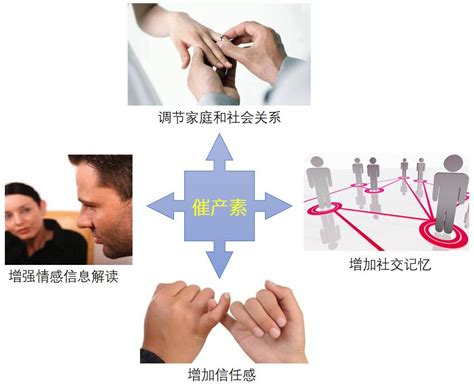 调节家庭和社会关系
催产素
增强情感信息解读
增加社交记忆
增加信任感